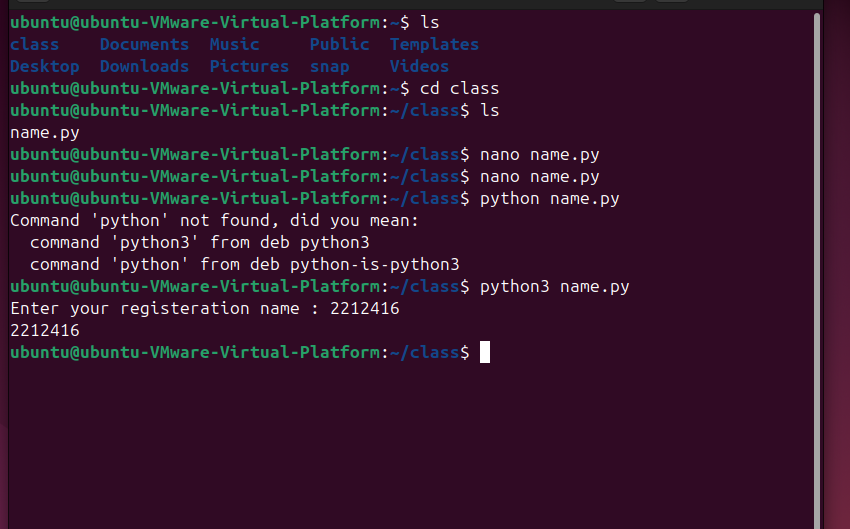 ubuntu@ubuntu-VMware-Virtual-Platform:~$ ls
class    Documents  Music     Public  Templates
Desktop  Downloads  Pictures  snap    Videos
ubuntu@ubuntu-VMware-Virtual-Platform:~$ cd class
ubuntu@ubuntu-VMware-Virtual-Platform:~/class$ ls
name.py
ubuntu@ubuntu-VMware-Virtual-Platform:~/class$ nano name.py
ubuntu@ubuntu-VMware-Virtual-Platform:~/class$ nano name.py
ubuntu@ubuntu-VMware-Virtual-Platform:~/class$ python name.py
Command 'python' not found, did you mean:
  command 'python3' from deb python3
  command 'python' from deb python-is-python3
ubuntu@ubuntu-VMware-Virtual-Platform:~/class$ python3 name.py
Enter your registeration name : 2212416
2212416
ubuntu@ubuntu-VMware-Virtual-Platform:~/class$